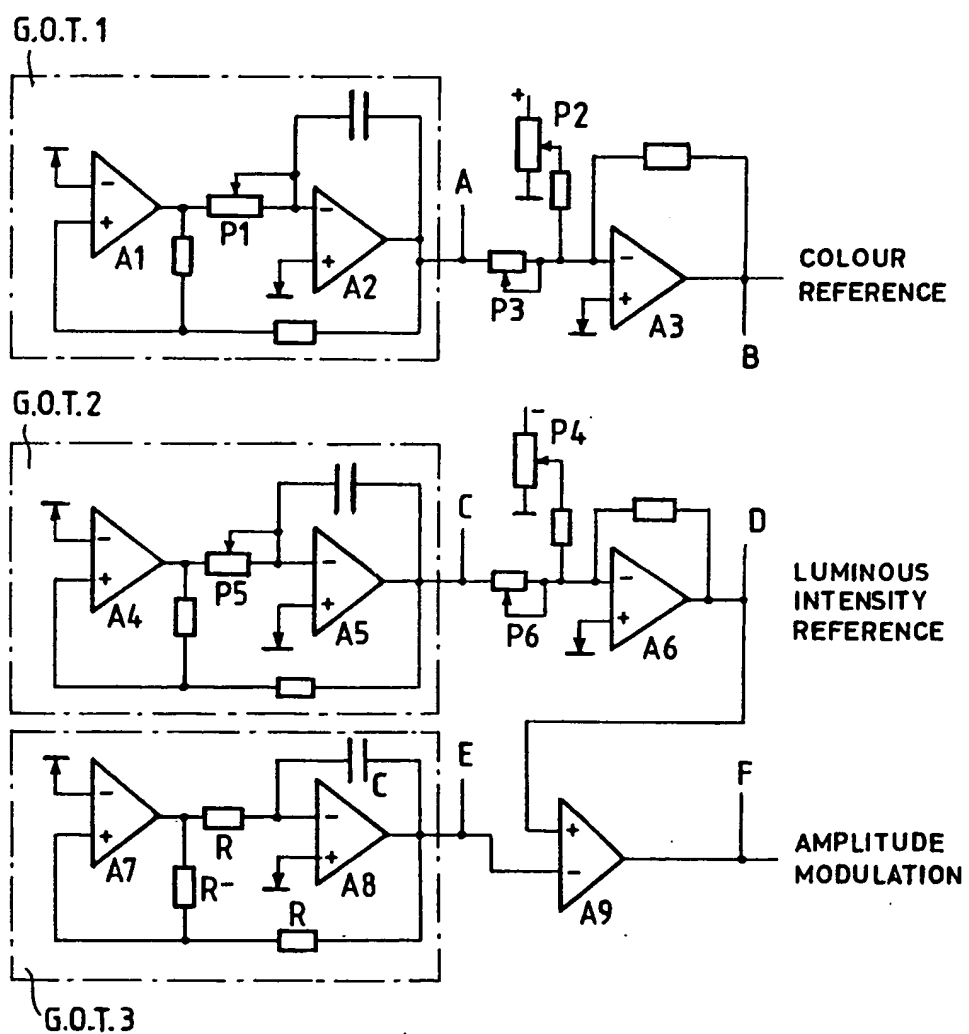 G.O.T. 1
+
P2
A
-
+
A1
P1
-
+
A2
P3
-
+
A3
COLOUR
REFERENCE
B
G.O.T. 2
-
P4
C
D
-
+
A4
P5
-
+
A5
P6
-
+
A6
LUMINOUS
INTENSITY
REFERENCE
E
C
F
-
+
A7
R
R-
R
-
+
A8
+
-
A9
AMPLITUDE
MODULATION
G.O.T. 3